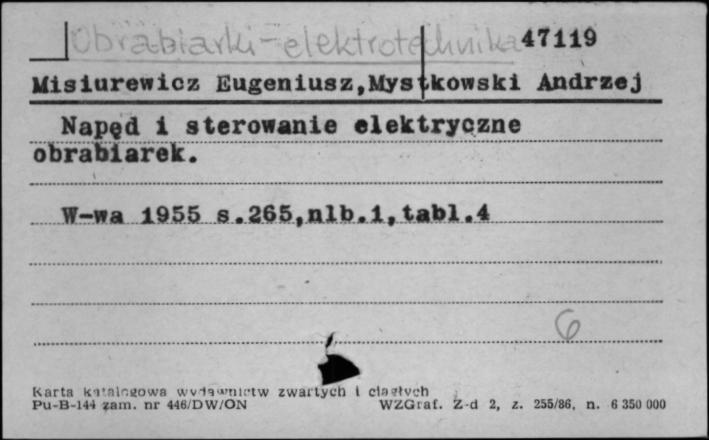 Obrabiarki-elektrotechnika 47119
Misiurewicz Eugeniusz,Mystkowski Andrzej
Napęd i sterowanie elektryczne
obrabiarek.
W-wa 1955 s.265,nlb.1,tabl.4
6
Karta katalogowa wydawnictw zwartych i ciągłych
Pu-B-144 zam. nr 446/DW/ON WZGraf. Z-d 2, z. 255/86, n. 6 350 000